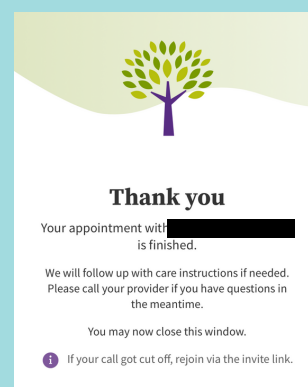 Thank you
Your appointment with
is finished.
We will follow up with care instructions if needed.
Please call your provider if you have questions in
the meantime.
You may now close this window.
i If your call got cut off, rejoin via the invite link.